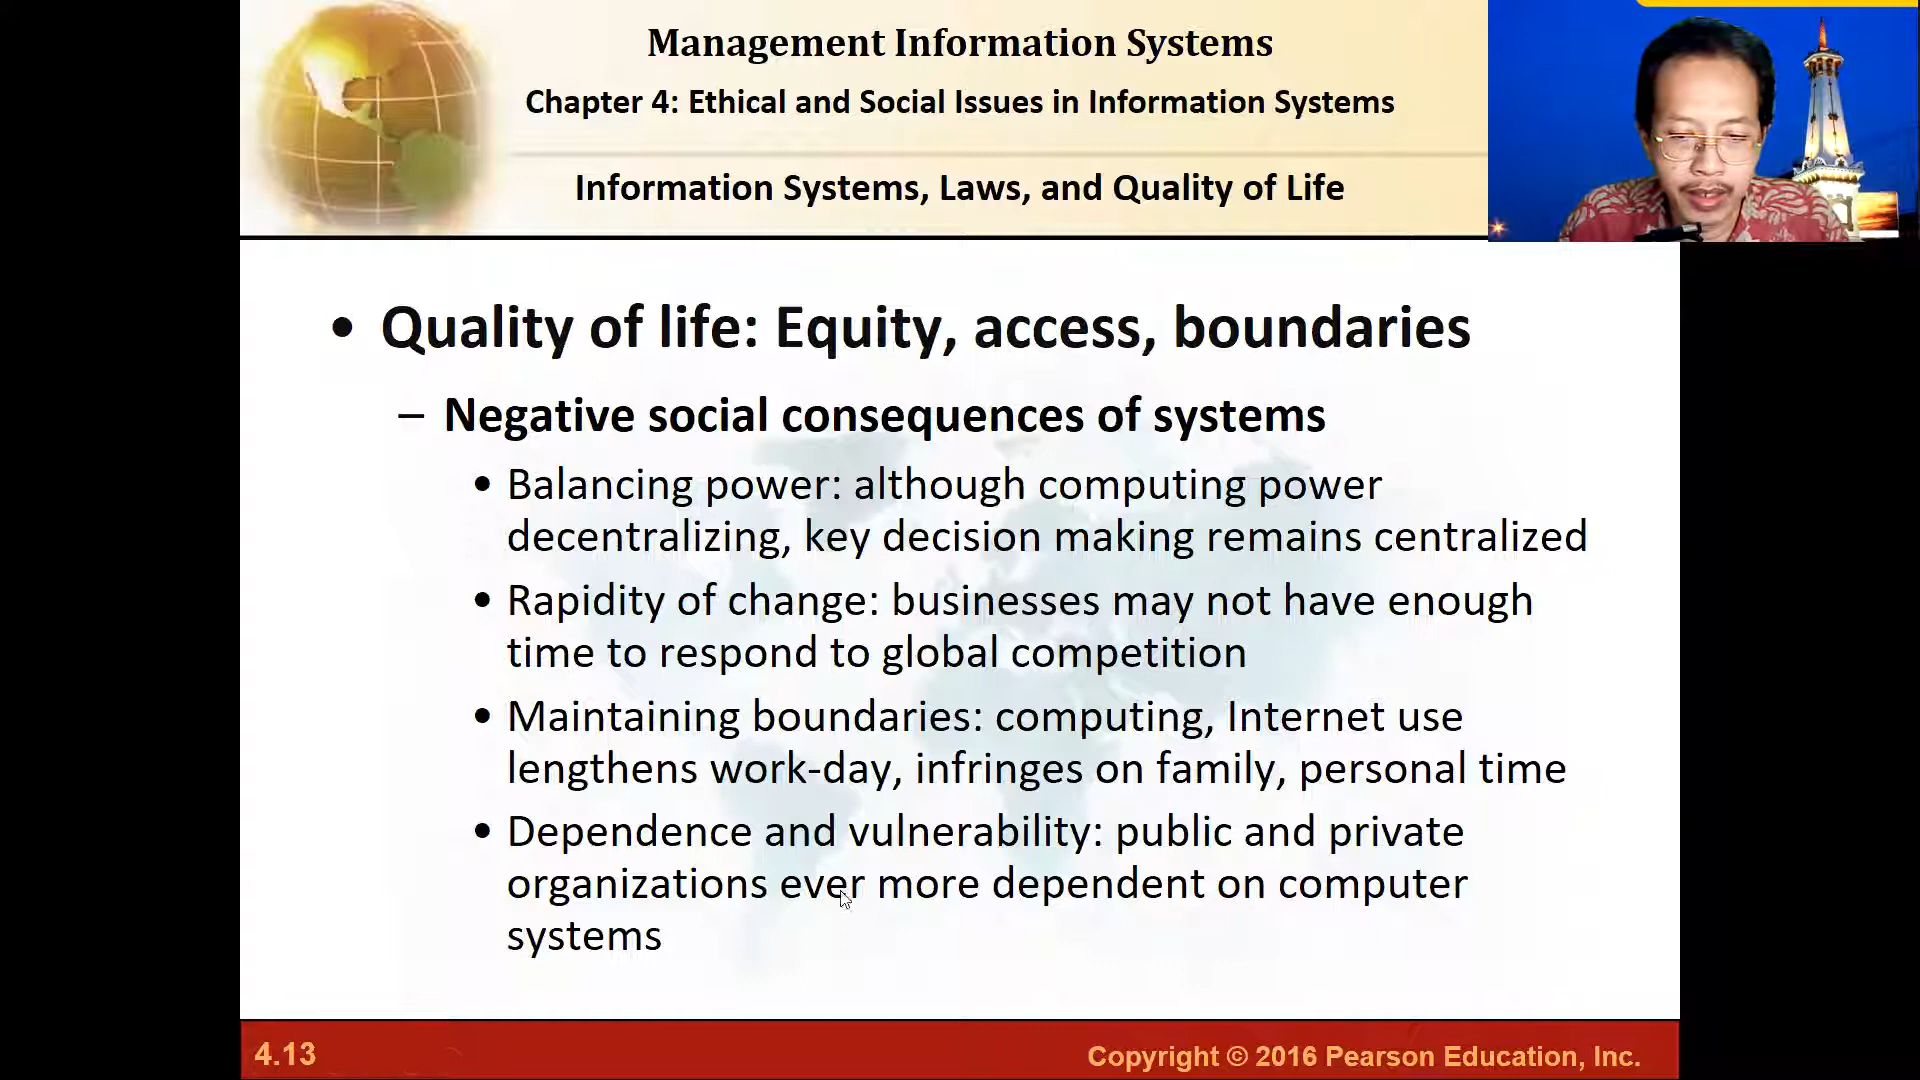 Management Information Systems
Chapter 4: Ethical and Social Issues in Information Systems
Information Systems, Laws, and Quality of Life
• Quality of life: Equity, access, boundaries
– Negative social consequences of systems
• Balancing power: although computing power
decentralizing, key decision making remains centralized
• Rapidity of change: businesses may not have enough
time to respond to global competition
• Maintaining boundaries: computing, Internet use
lengthens work-day, infringes on family, personal time
• Dependence and vulnerability: public and private
organizations ever more dependent on computer
systems
4.13
Copyright © 2016 Pearson Education, Inc.